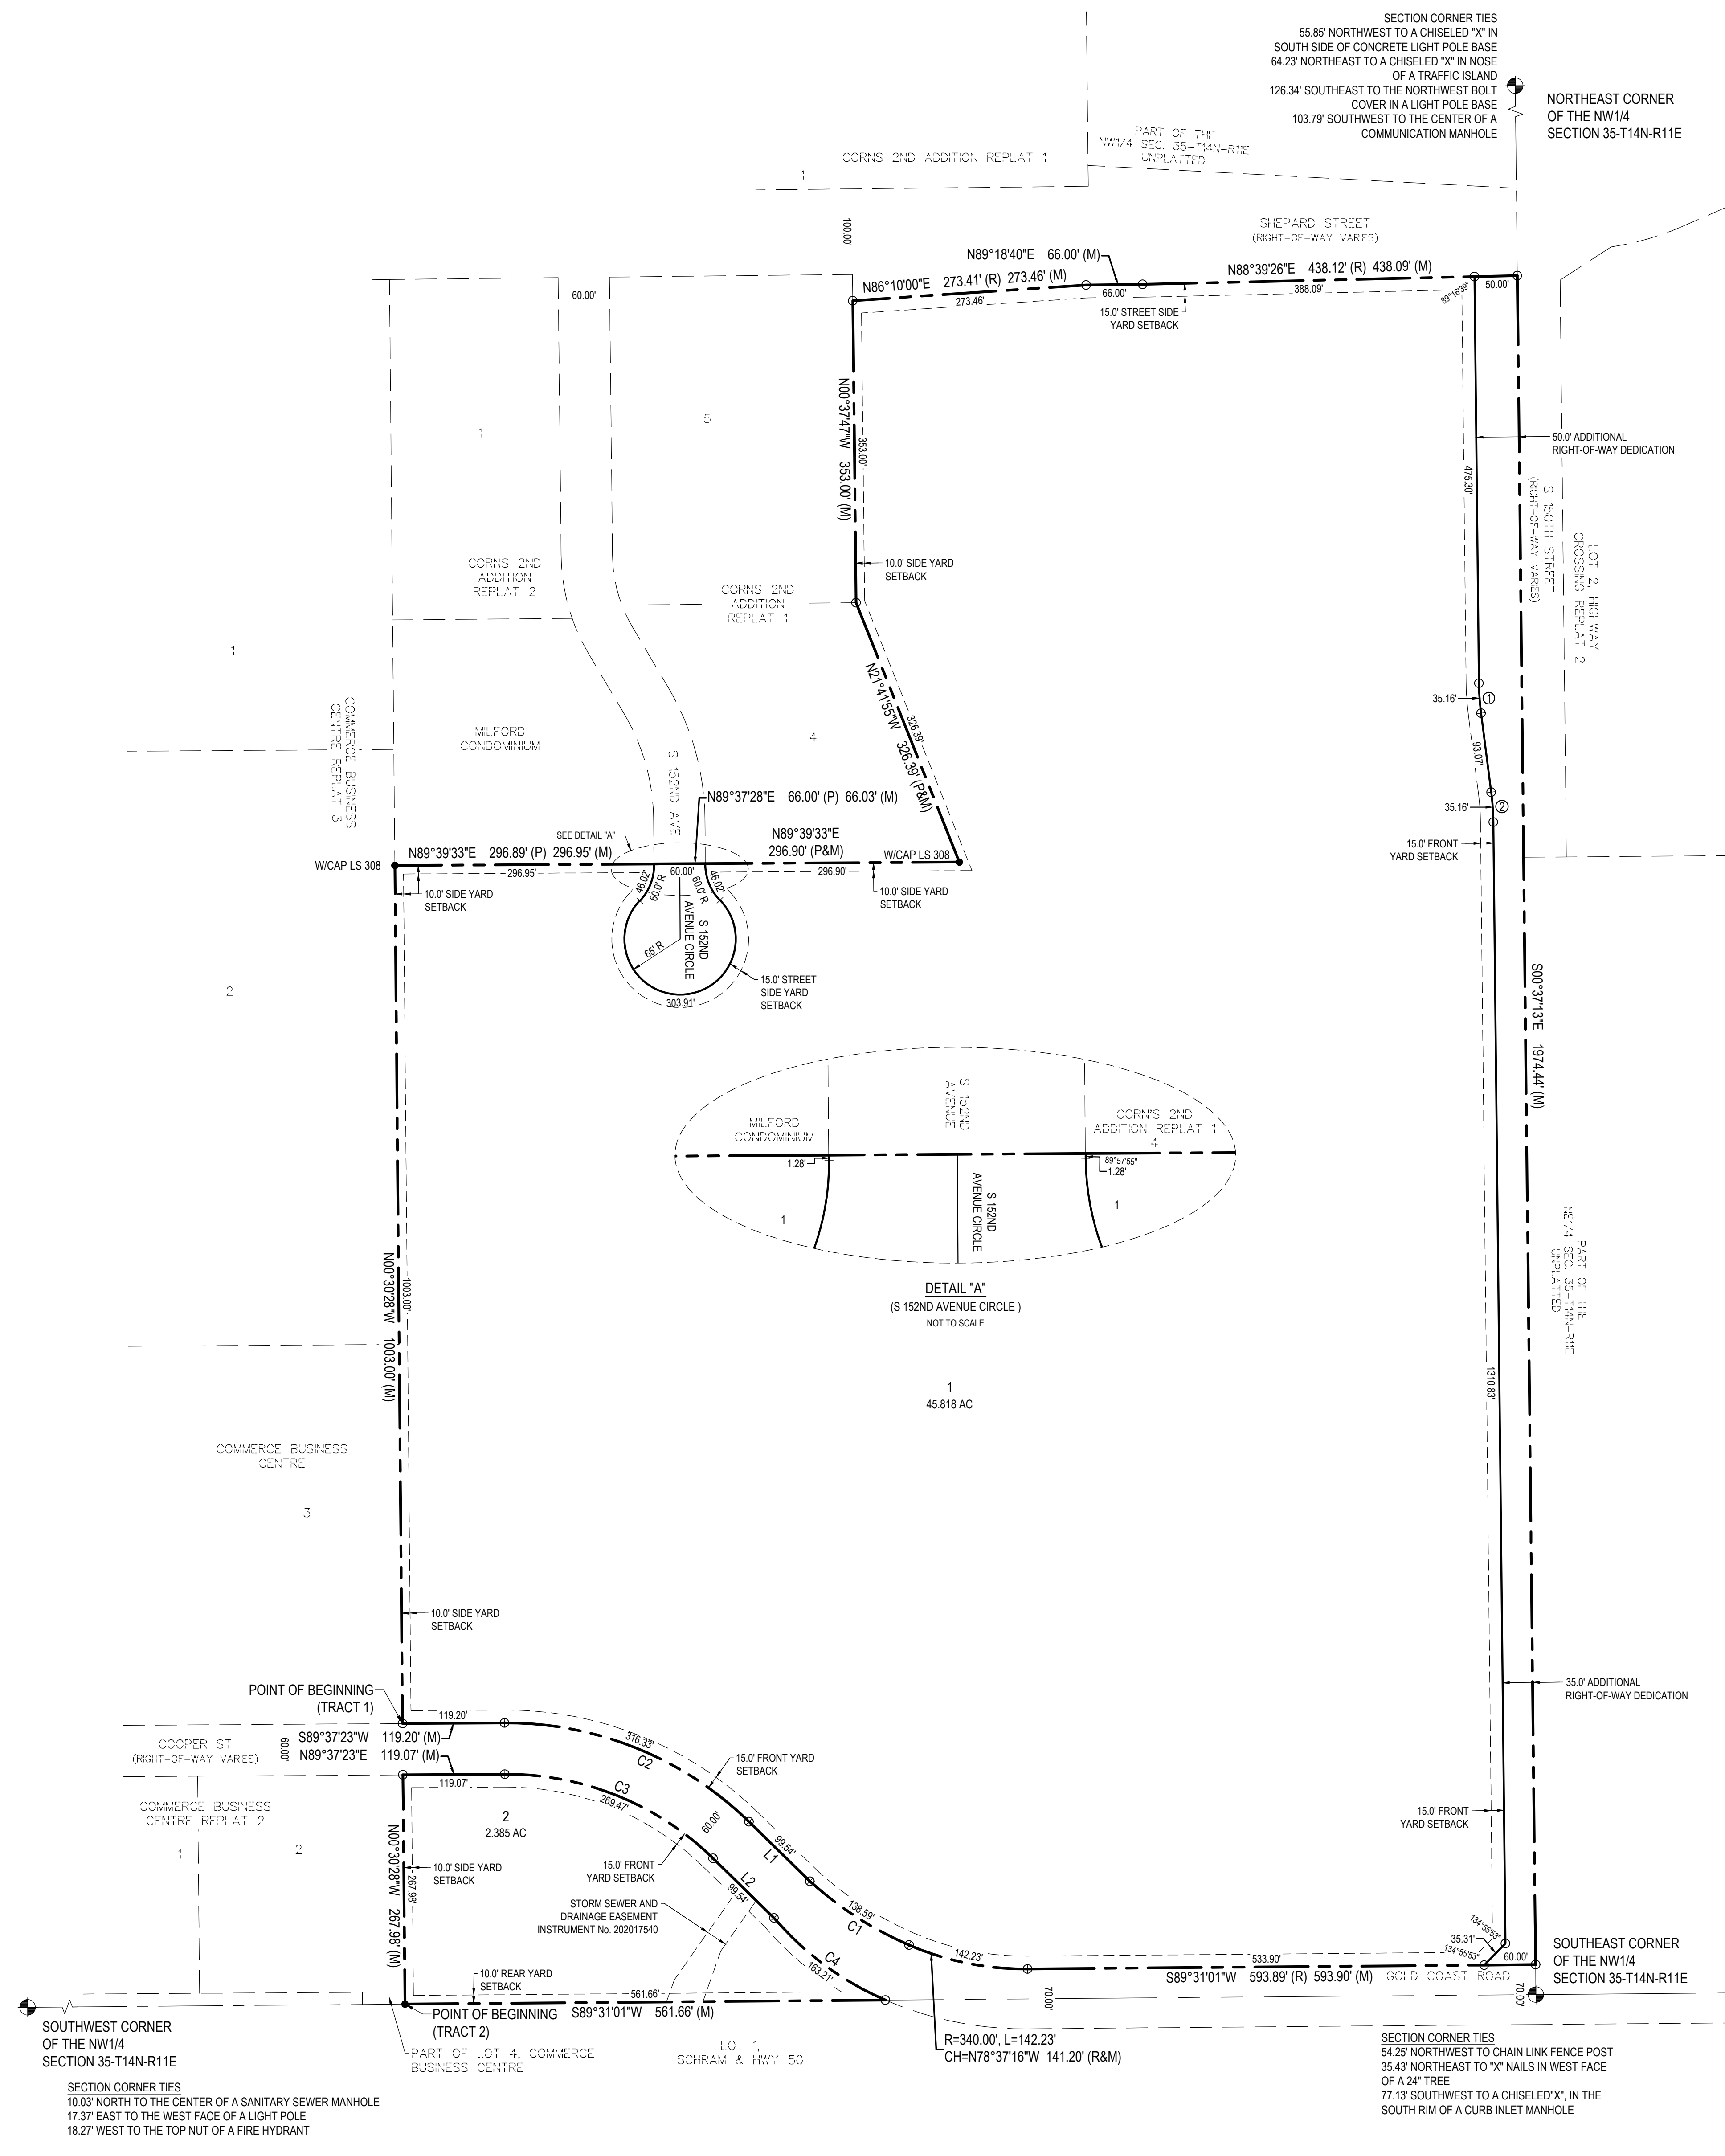 SECTION CORNER TIES
55.85' NORTHWEST TO A CHISELED "X" IN
SOUTH SIDE OF CONCRETE LIGHT POLE BASE
64.23' NORTHEAST TO A CHISELED "X" IN NOSE
OF A TRAFFIC ISLAND
126.34' SOUTHEAST TO THE NORTHWEST BOLT
COVER IN A LIGHT POLE BASE
103.79' SOUTHWEST TO THE CENTER OF A
COMMUNICATION MANHOLE
NORTHEAST CORNER
OF THE NW1/4
SECTION 35-T14N-R11E
PART OF THE
NW1/4 SEC. 35-T14N-R11E
UNPLATTED
CORNS 2ND ADDITION REPLAT 1
1
100.00'
SHEPARD STREET
(RIGHT-OF-WAY VARIES)
N89°18'40"E 66.00' (M)
N86°10'00"E 273.41' (R) 273.46' (M)
N88°39'26"E 438.12' (R) 438.09' (M)
60.00'
273.46'
66.00'
388.09'
89°16'39"
50.00'
15.0' STREET SIDE
YARD SETBACK
N00°37'47"W 353.00' (M)
353.00'
5
1
50.0' ADDITIONAL
RIGHT-OF-WAY DEDICATION
475.30'
S 150TH STREET
(RIGHT-OF-WAY VARIES)
LOT 2, HIGHWAY
CROSSING REPLAT 2
10.0' SIDE YARD
SETBACK
CORNS 2ND
ADDITION
REPLAT 2
CORNS 2ND
ADDITION
REPLAT 1
1
N21°41'55"W 326.39' (P&M)
326.39'
35.16'
1
93.07'
35.16'
2
COMMERCE BUSINESS
CENTRE REPLAT 3
MILFORD
CONDOMINIUM
4
S 152ND AVE
N89°37'28"E 66.00' (P) 66.03' (M)
SEE DETAIL "A"
N89°39'33"E
296.90' (P&M)
N89°39'33"E 296.89' (P) 296.95' (M)
W/CAP LS 308
W/CAP LS 308
15.0' FRONT
YARD SETBACK
296.95'
60.00'
296.90'
46.02'
60.0' R
60.0' R
46.02'
10.0' SIDE YARD
SETBACK
10.0' SIDE YARD
SETBACK
S 152ND
AVENUE CIRCLE
65' R
303.91'
15.0' STREET
SIDE YARD
SETBACK
2
S00°37'13"E 1974.44' (M)
S 152ND
AVENUE
MILFORD
CONDOMINIUM
CORN'S 2ND
ADDITION REPLAT 1
4
1.28'
89°57'55"
1.28'
S 152ND
AVENUE CIRCLE
1
1
DETAIL "A"
(S 152ND AVENUE CIRCLE )
NOT TO SCALE
PART OF THE
NE1/4 SEC. 35-T14N-R11E
UNPLATTED
N00°30'28"W 1003.00' (M)
1003.00'
1310.83'
1
45.818 AC
COMMERCE BUSINESS
CENTRE
3
10.0' SIDE YARD
SETBACK
POINT OF BEGINNING
(TRACT 1)
35.0' ADDITIONAL
RIGHT-OF-WAY DEDICATION
119.20'
S89°37'23"W 119.20' (M)
N89°37'23"E 119.07' (M)
COOPER ST
(RIGHT-OF-WAY VARIES)
60.00'
316.33'
C2
15.0' FRONT YARD
SETBACK
119.07'
C3
269.47'
60.00'
COMMERCE BUSINESS
CENTRE REPLAT 2
1
2
2
2.385 AC
99.54'
L1
15.0' FRONT
YARD SETBACK
N00°30'28"W 267.98' (M)
267.98'
10.0' SIDE YARD
SETBACK
15.0' FRONT
YARD SETBACK
L2
99.54'
STORM SEWER AND
DRAINAGE EASEMENT
INSTRUMENT No. 202017540
138.59'
C1
C4
163.21'
142.23'
533.90'
134°55'53"
134°55'53"
35.31'
60.00'
S89°31'01"W 593.89' (R) 593.90' (M)
GOLD COAST ROAD
SOUTHEAST CORNER
OF THE NW1/4
SECTION 35-T14N-R11E
10.0' REAR YARD
SETBACK
561.66'
S89°31'01"W 561.66' (M)
POINT OF BEGINNING
(TRACT 2)
70.00'
70.00'
SOUTHWEST CORNER
OF THE NW1/4
SECTION 35-T14N-R11E
PART OF LOT 4, COMMERCE
BUSINESS CENTRE
LOT 1,
SCHRAM & HWY 50
R=340.00', L=142.23'
CH=N78°37'16"W 141.20' (R&M)
SECTION CORNER TIES
54.25' NORTHWEST TO CHAIN LINK FENCE POST
35.43' NORTHEAST TO "X" NAILS IN WEST FACE
OF A 24" TREE
77.13' SOUTHWEST TO A CHISELED"X", IN THE
SOUTH RIM OF A CURB INLET MANHOLE
SECTION CORNER TIES
10.03' NORTH TO THE CENTER OF A SANITARY SEWER MANHOLE
17.37' EAST TO THE WEST FACE OF A LIGHT POLE
18.27' WEST TO THE TOP NUT OF A FIRE HYDRANT